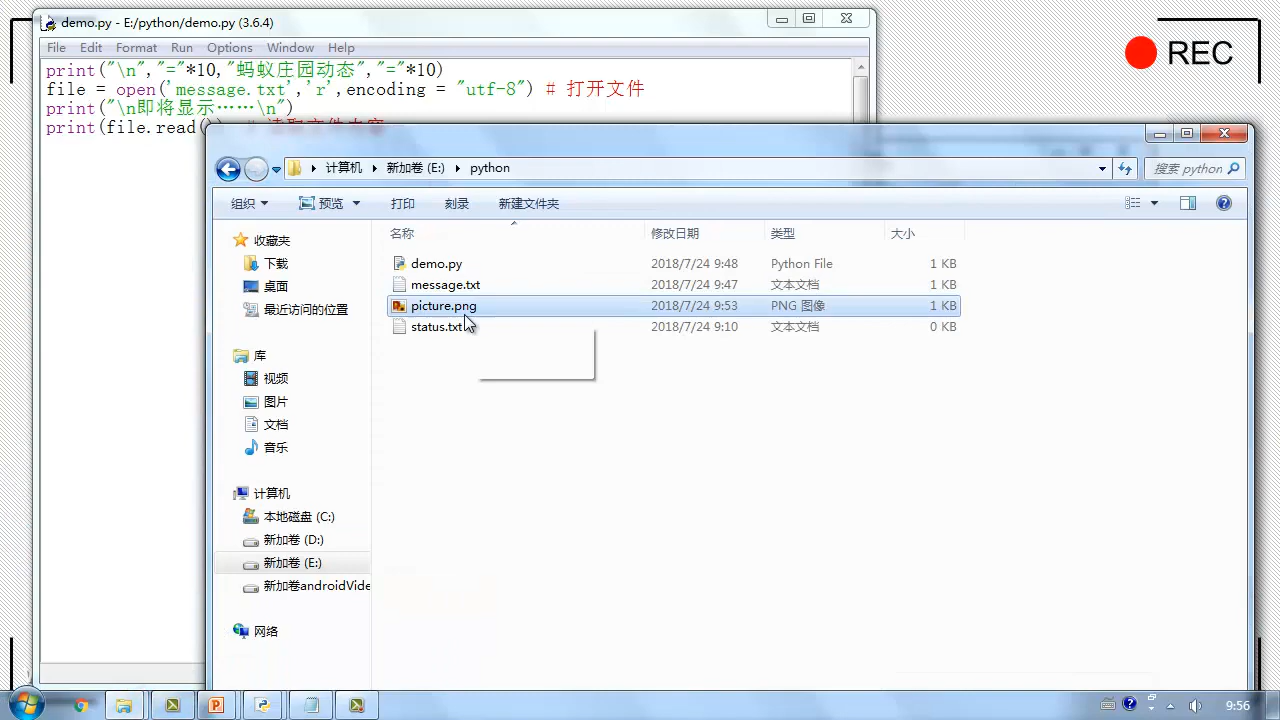 demo.py - E:/python/demo.py (3.6.4)
File Edit Format Run Options Window Help
print("\n","="*10,"蚂蚁庄园动态","="*10)
file = open('message.txt','r',encoding = "utf-8") # 打开文件
print("\n即将显示……\n")
print(file.read()) # 读取文件内容
REC
计算机 新加卷 (E:) python
搜索 python
组织 预览 打印 刻录 新建文件夹
名称 修改日期 类型 大小
demo.py 2018/7/24 9:48 Python File 1 KB
message.txt 2018/7/24 9:47 文本文档 1 KB
picture.png 2018/7/24 9:53 PNG 图像 1 KB
status.txt 2018/7/24 9:10 文本文档 0 KB
收藏夹
下载
桌面
最近访问的位置
库
视频
图片
文档
音乐
计算机
本地磁盘 (C:)
新加卷 (D:)
新加卷 (E:)
新加卷androidVide
网络
9:56